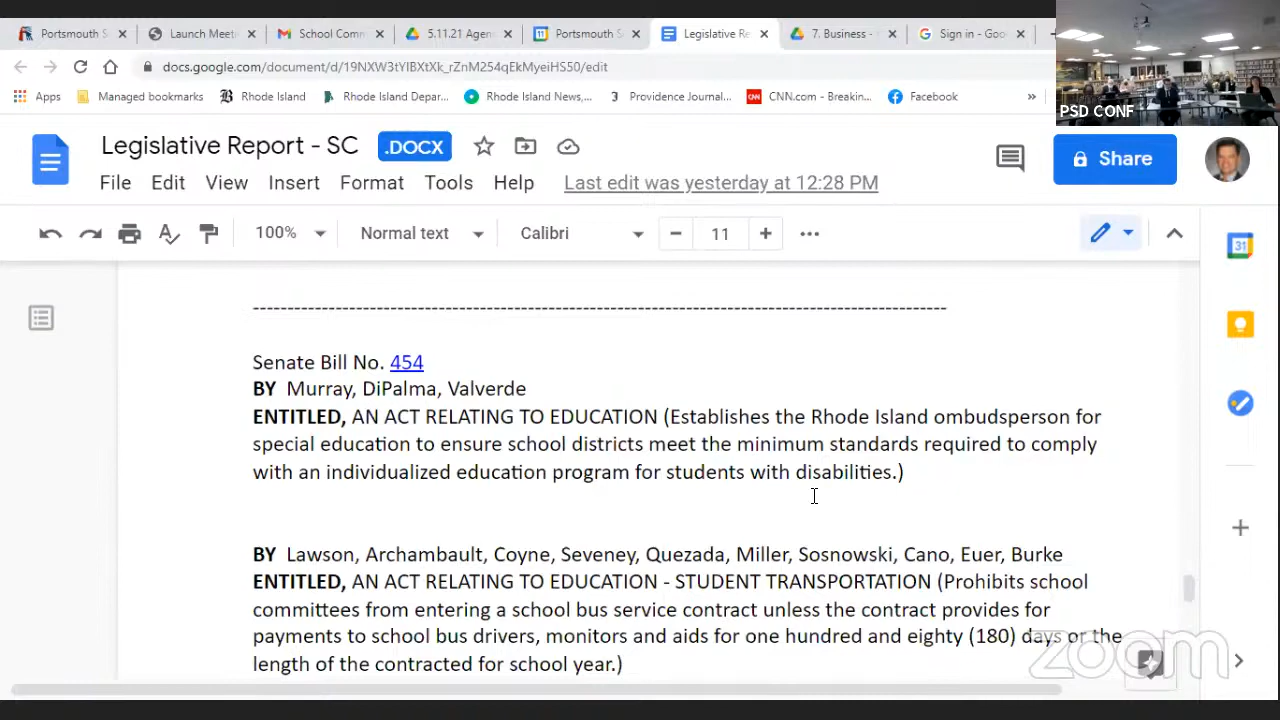 Portsmouth S
Launch Meeti
School Comm
5.11.21 Agen
Portsmouth S
Legislative Re
7. Business -
Sign in - Goo
docs.google.com/document/d/
/edit
Apps
Managed bookmarks
Rhode Island
Rhode Island Depar...
Rhode Island News,...
Providence Journal...
CNN.com - Breakin...
Facebook
»
PSD CONF
Legislative Report - SC
.DOCX
Share
File Edit View Insert Format Tools Help Last edit was yesterday at 12:28 PM
100% Normal text Calibri 11
31
Senate Bill No. 454
BY Murray, DiPalma, Valverde
ENTITLED, AN ACT RELATING TO EDUCATION (Establishes the Rhode Island ombudsperson for
special education to ensure school districts meet the minimum standards required to comply
with an individualized education program for students with disabilities.)
BY Lawson, Archambault, Coyne, Seveney, Quezada, Miller, Sosnowski, Cano, Euer, Burke
ENTITLED, AN ACT RELATING TO EDUCATION - STUDENT TRANSPORTATION (Prohibits school
committees from entering a school bus service contract unless the contract provides for
payments to school bus drivers, monitors and aids for one hundred and eighty (180) days or the
length of the contracted for school year.)
zoom